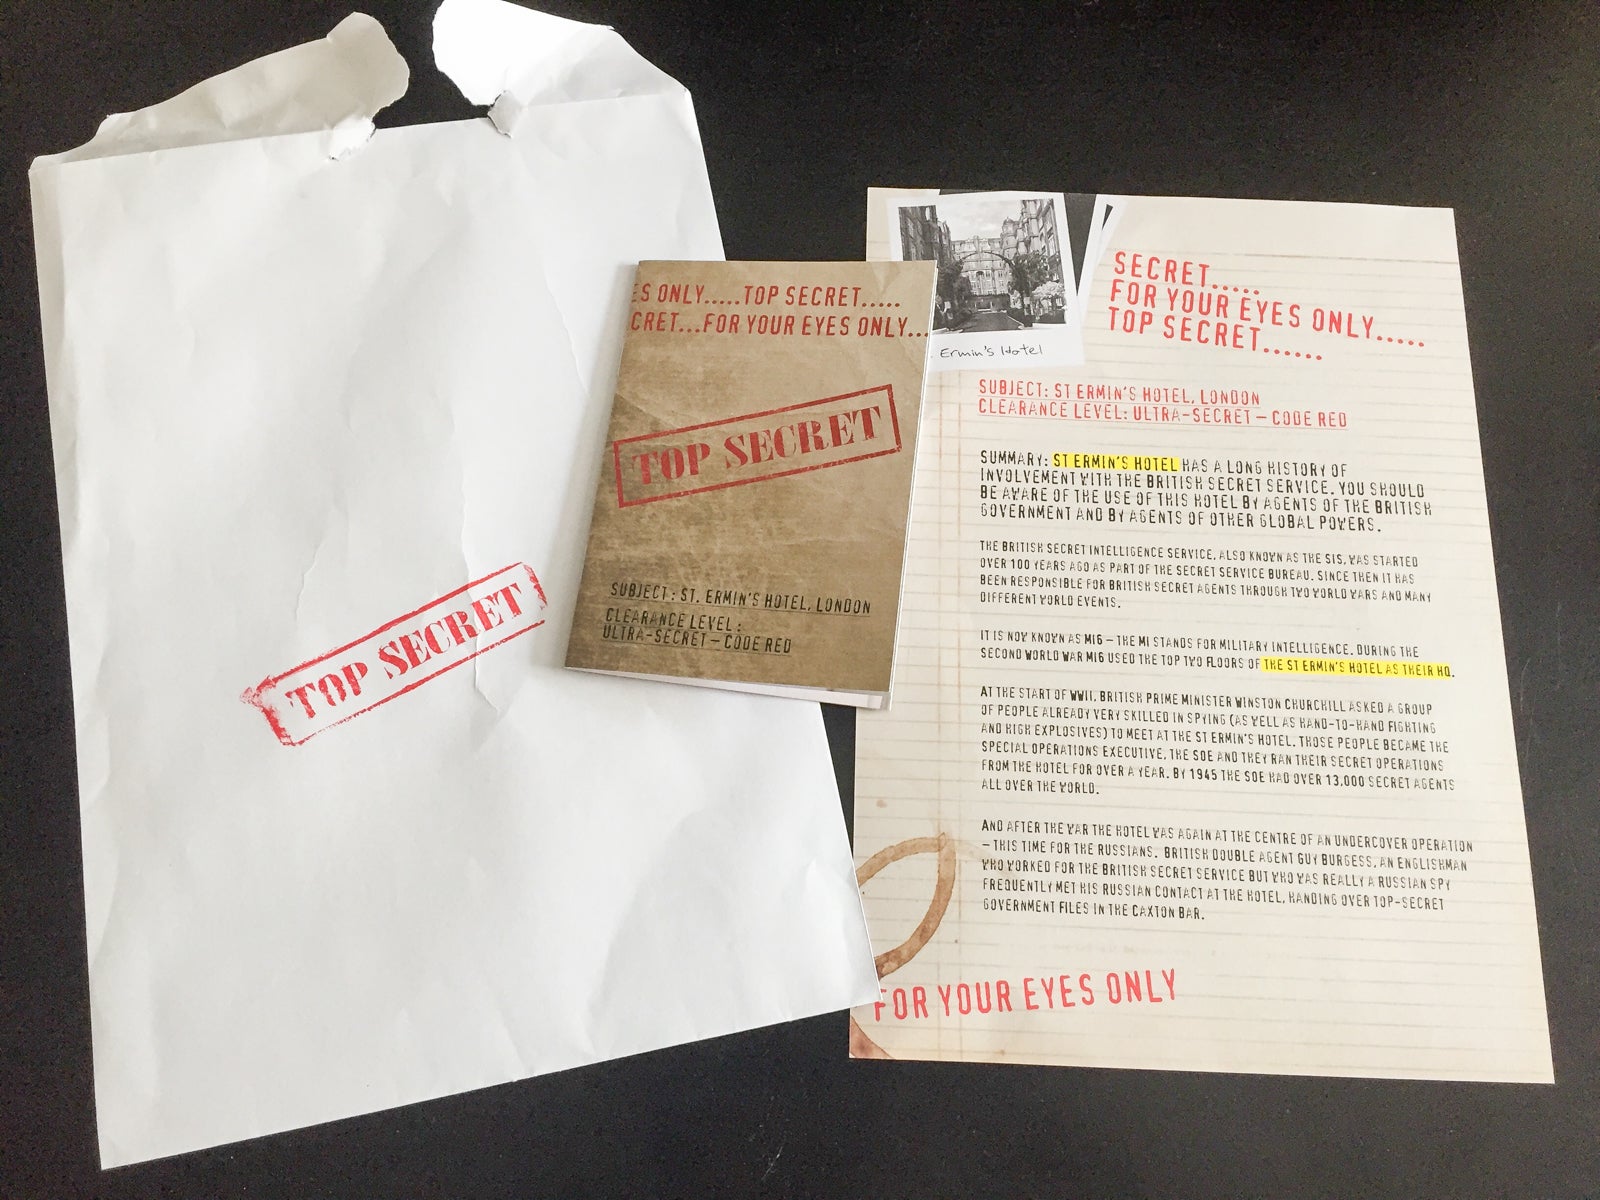 TOP SECRET
ES ONLY.....TOP SECRET.....
CRET...FOR YOUR EYES ONLY...
TOP SECRET
SUBJECT: ST. ERMIN'S HOTEL, LONDON
CLEARANCE LEVEL:
ULTRA-SECRET – CODE RED
. Ermin's Hotel
SECRET.....
FOR YOUR EYES ONLY.....
TOP SECRET......
SUBJECT: ST ERMIN'S HOTEL, LONDON
CLEARANCE LEVEL: ULTRA-SECRET – CODE RED
SUMMARY: ST ERMIN'S HOTEL HAS A LONG HISTORY OF
INVOLVEMENT WITH THE BRITISH SECRET SERVICE. YOU SHOULD
BE AWARE OF THE USE OF THIS HOTEL BY AGENTS OF THE BRITISH
GOVERNMENT AND BY AGENTS OF OTHER GLOBAL POWERS.
THE BRITISH SECRET INTELLIGENCE SERVICE, ALSO KNOWN AS THE SIS, WAS STARTED
OVER 100 YEARS AGO AS PART OF THE SECRET SERVICE BUREAU. SINCE THEN IT HAS
BEEN RESPONSIBLE FOR BRITISH SECRET AGENTS THROUGH TWO WORLD WARS AND MANY
DIFFERENT WORLD EVENTS.
IT IS NOW KNOWN AS MI6 – THE MI STANDS FOR MILITARY INTELLIGENCE. DURING THE
SECOND WORLD WAR MI6 USED THE TOP TWO FLOORS OF THE ST ERMIN'S HOTEL AS THEIR HQ.
AT THE START OF WWII, BRITISH PRIME MINISTER WINSTON CHURCHILL ASKED A GROUP
OF PEOPLE ALREADY VERY SKILLED IN SPYING (AS WELL AS HAND-TO-HAND FIGHTING
AND HIGH EXPLOSIVES) TO MEET AT THE ST ERMIN'S HOTEL. THOSE PEOPLE BECAME THE
SPECIAL OPERATIONS EXECUTIVE, THE SOE AND THEY RAN THEIR SECRET OPERATIONS
FROM THE HOTEL FOR OVER A YEAR. BY 1945 THE SOE HAD OVER 13,000 SECRET AGENTS
ALL OVER THE WORLD.
AND AFTER THE WAR THE HOTEL WAS AGAIN AT THE CENTRE OF AN UNDERCOVER OPERATION
– THIS TIME FOR THE RUSSIANS. BRITISH DOUBLE AGENT GUY BURGESS, AN ENGLISHMAN
WHO WORKED FOR THE BRITISH SECRET SERVICE BUT WHO WAS REALLY A RUSSIAN SPY
FREQUENTLY MET HIS RUSSIAN CONTACT AT THE HOTEL, HANDING OVER TOP-SECRET
GOVERNMENT FILES IN THE CAXTON BAR.
FOR YOUR EYES ONLY